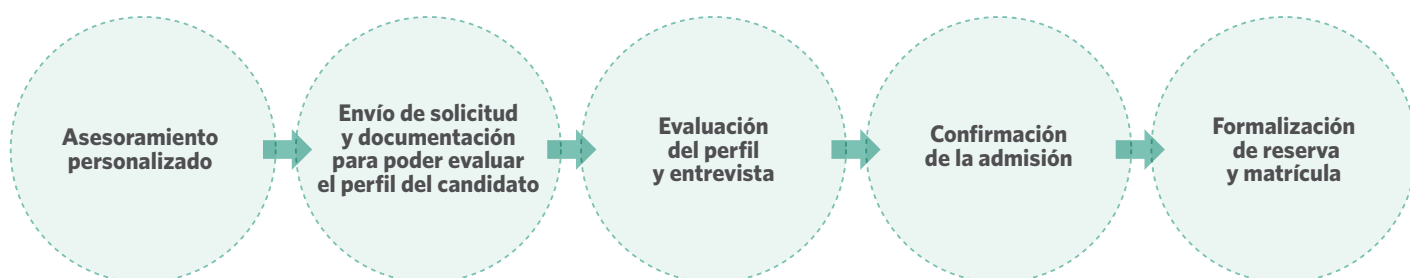 Asesoramiento
personalizado
Envío de solicitud
y documentación
para poder evaluar
el perfil del candidato
Evaluación
del perfil
y entrevista
Confirmación
de la admisión
Formalización
de reserva
y matrícula